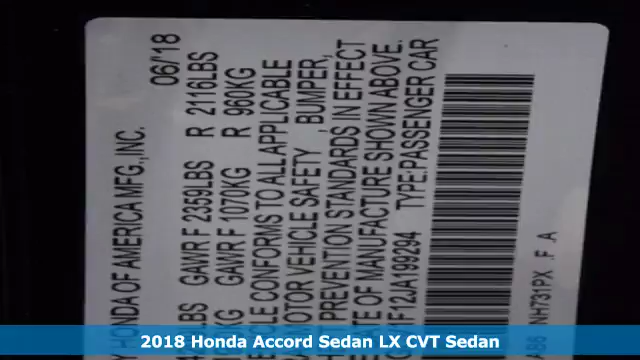 Y HONDA OF AMERICA MFG.,INC. 06/'18
LBS GAWR F 2359LBS R 2116LBS
KG GAWR F 1070KG R 960KG
CONFORMS TO ALL APPLICABLE
MOTOR VEHICLE SAFETY , BUMPER,
PREVENTION STANDARDS IN EFFECT
OF MANUFACTURE SHOWN ABOVE.
F12JA199294 TYPE:PASSENGER CAR
NH731PX .F .A
2018 Honda Accord Sedan LX CVT Sedan